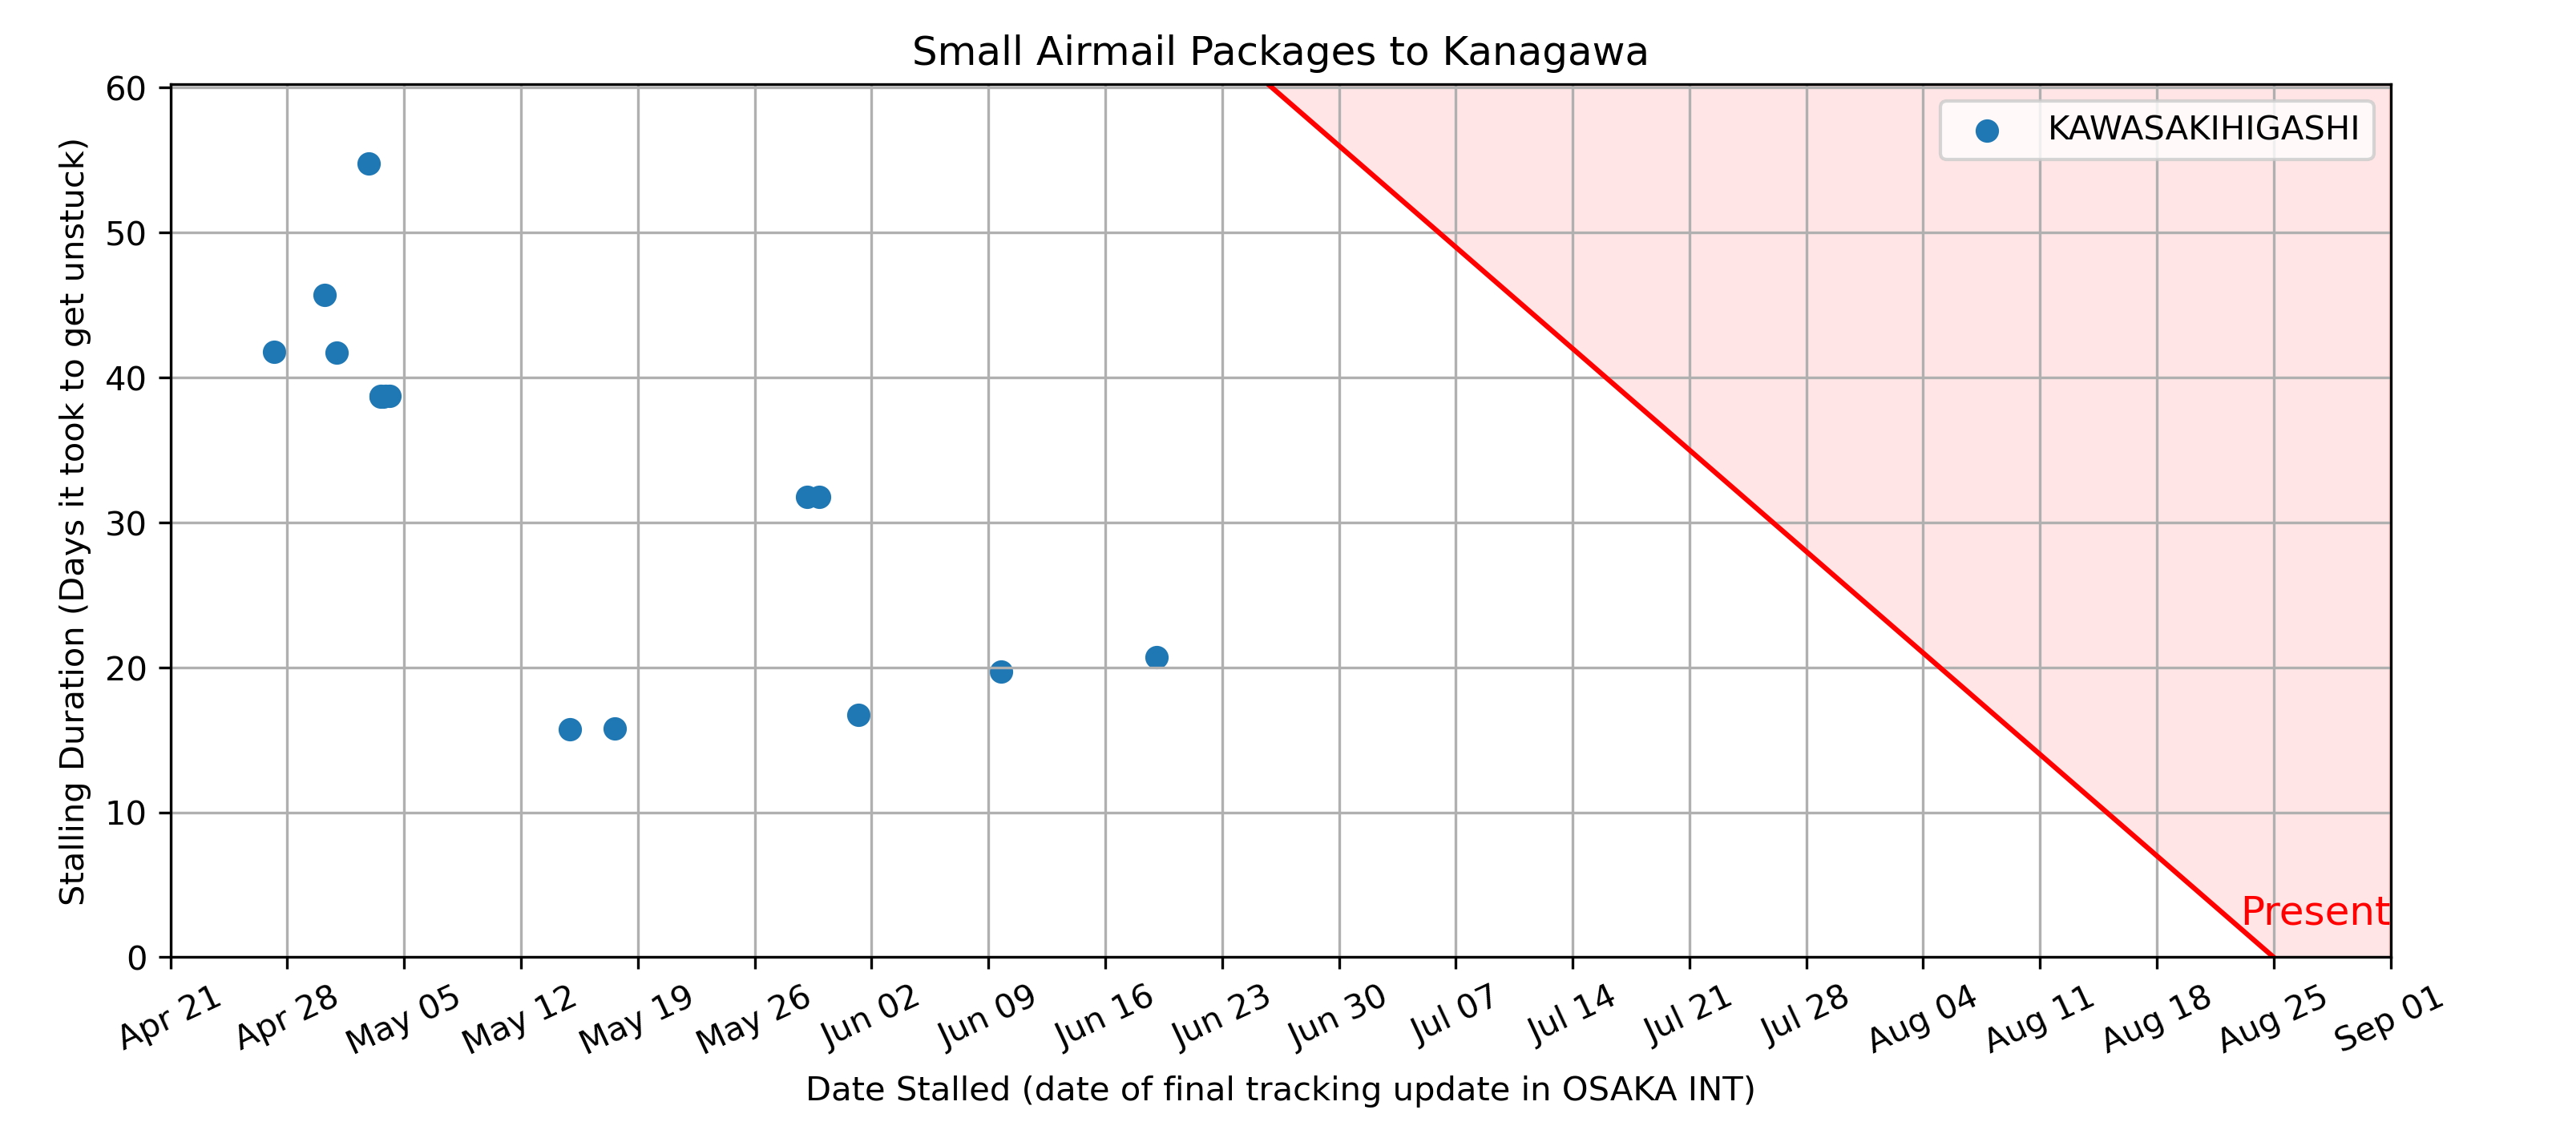 Small Airmail Packages to Kanagawa
KAWASAKIHIGASHI
Stalling Duration (Days it took to get unstuck)
60
50
40
30
20
10
0
Present
Apr 21
Apr 28
May 05
May 12
May 19
May 26
Jun 02
Jun 09
Jun 16
Jun 23
Jun 30
Jul 07
Jul 14
Jul 21
Jul 28
Aug 04
Aug 11
Aug 18
Aug 25
Sep 01
Date Stalled (date of final tracking update in OSAKA INT)